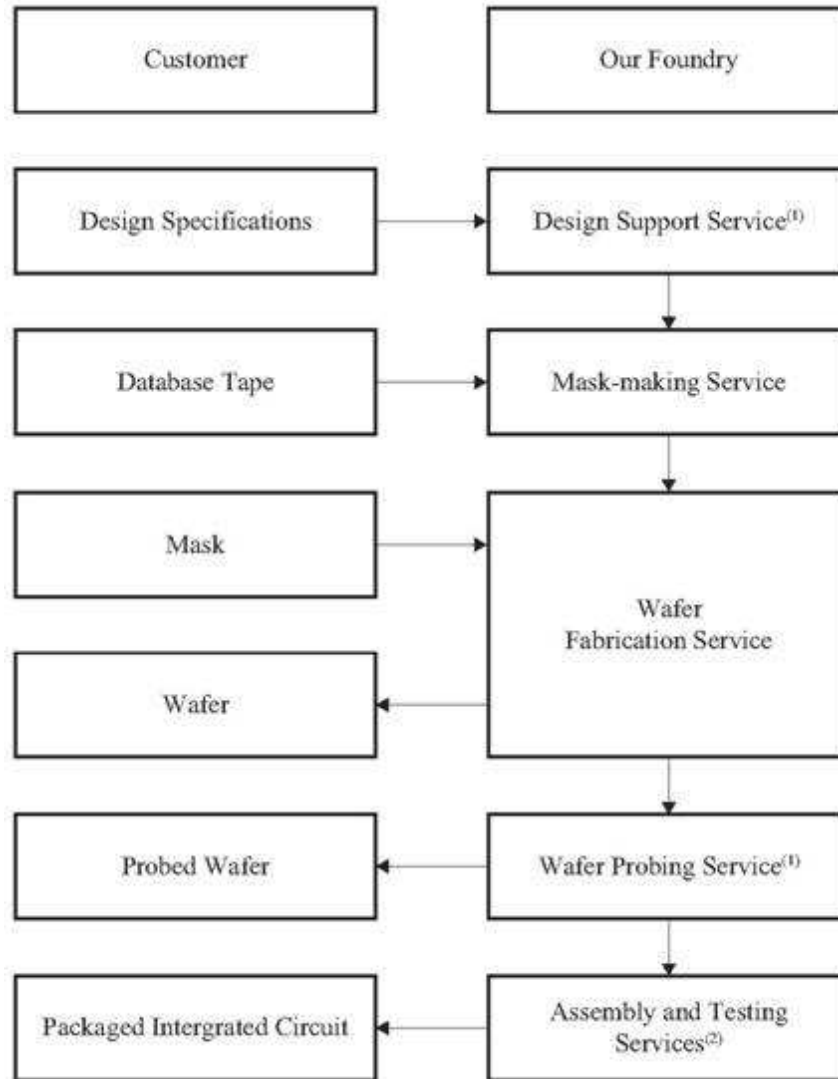 Customer
Our Foundry
Design Specifications
Design Support Service(1)
Database Tape
Mask-making Service
Mask
Wafer
Fabrication Service
Wafer
Probed Wafer
Wafer Probing Service(1)
Packaged Intergrated Circuit
Assembly and Testing
Services(2)